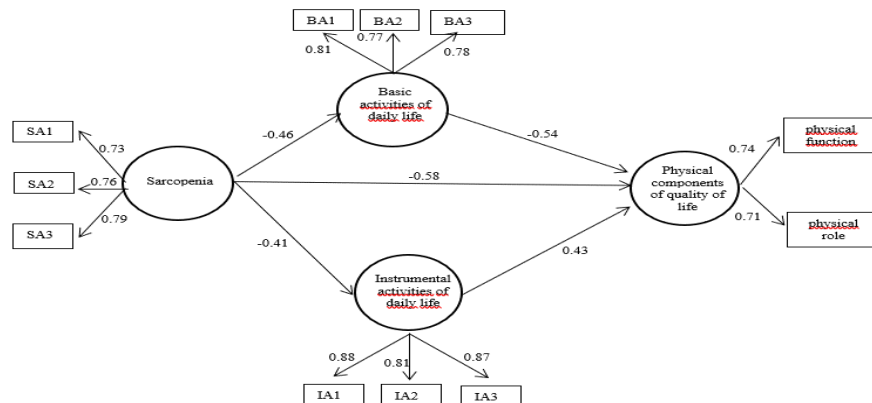 BA1
BA2
BA3
0.81
0.77
0.78
Basic
activities of
daily life
SA1
SA2
SA3
0.73
0.76
0.79
Sarcopenia
-0.46
-0.54
-0.58
-0.41
0.43
Physical
components
of quality of
life
0.74
0.71
physical
function
physical
role
Instrumental
activities of
daily life
0.88
0.81
0.87
IA1
IA2
IA3